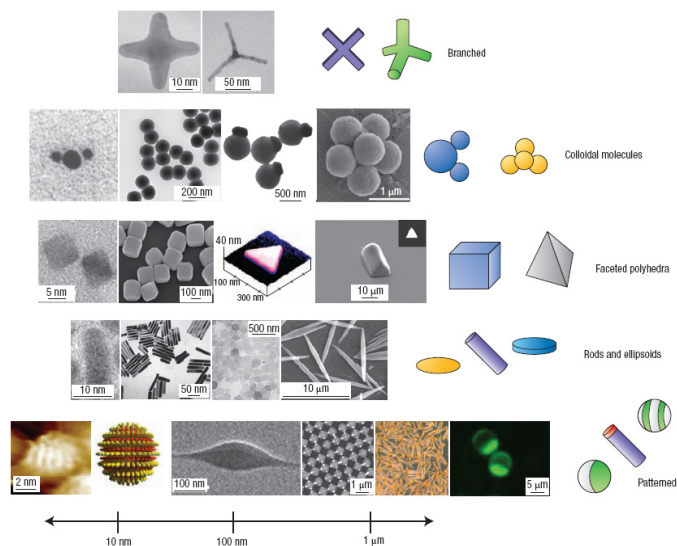 10 nm
50 nm
Branched
200 nm
500 nm
1 μm
Colloidal molecules
5 nm
100 nm
40 nm
100 nm
300 nm
10 μm
Faceted polyhedra
10 nm
50 nm
500 nm
10 μm
Rods and ellipsoids
2 nm
100 nm
1 μm
5 μm
Patterned
10 nm
100 nm
1 μm